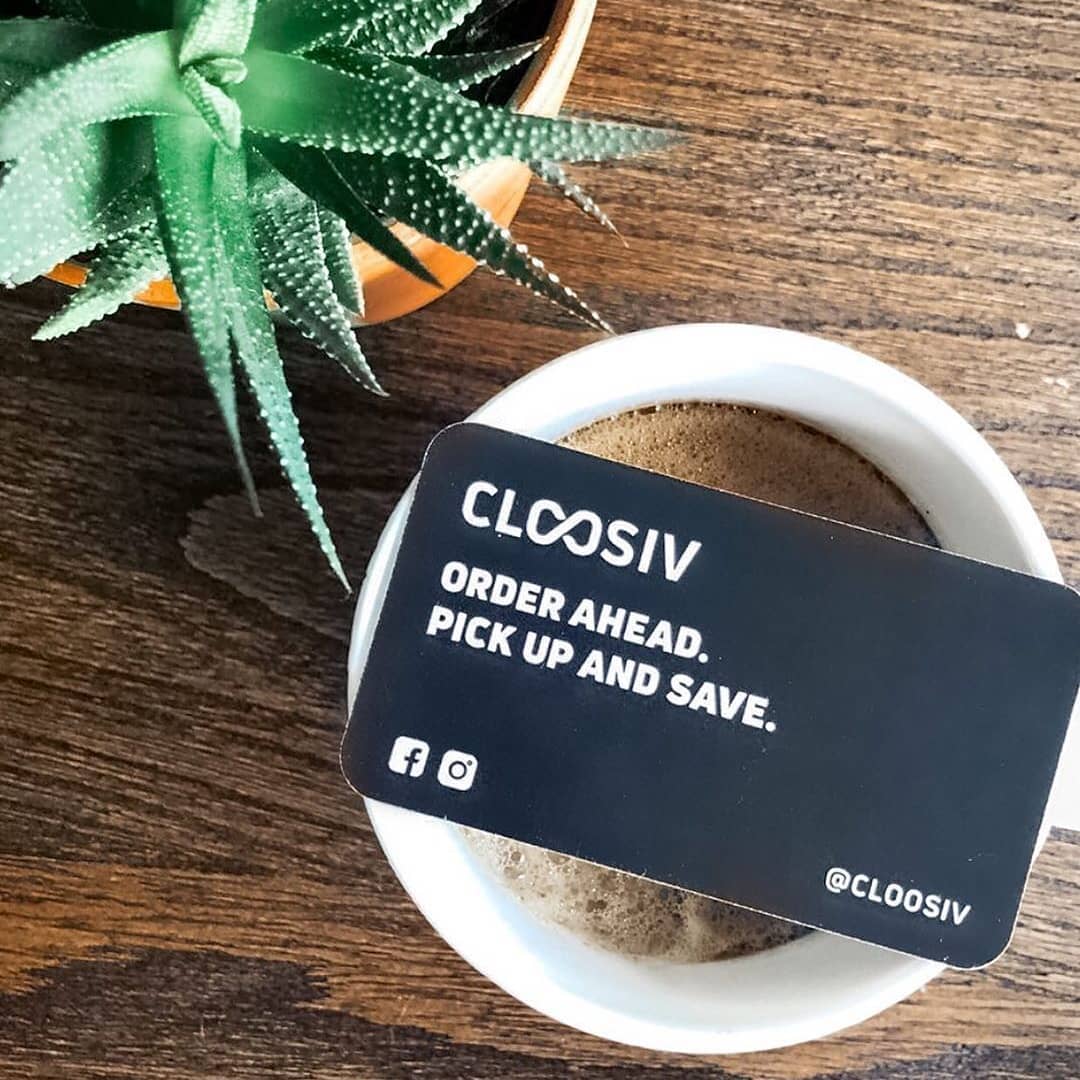 CLOOSIV
ORDER AHEAD.
PICK UP AND SAVE.
@CLOOSIV